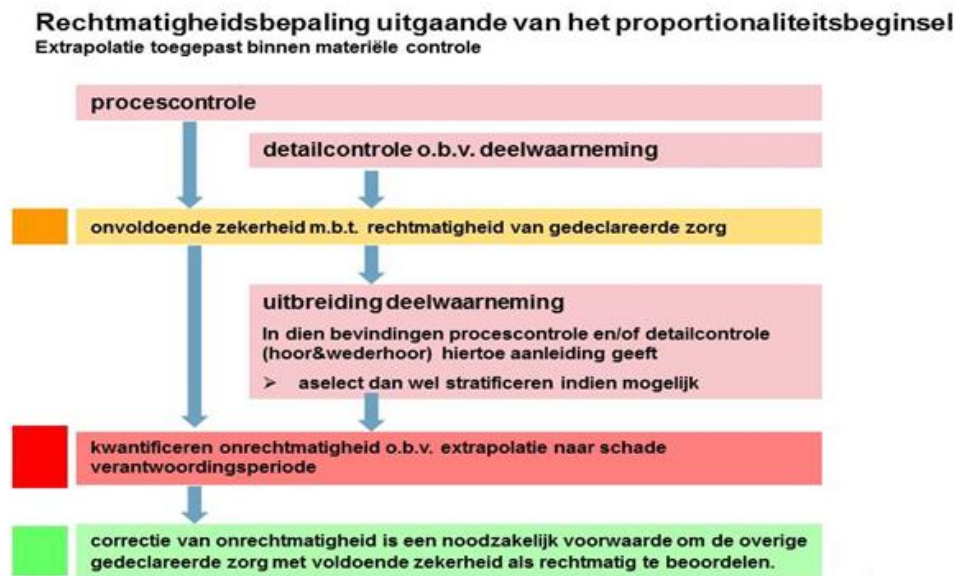 Rechtmatigheidsbepaling uitgaande van het proportionaliteitsbeginsel
Extrapolatie toegepast binnen materiële controle
procescontrole
detailcontrole o.b.v. deelwaarneming
onvoldoende zekerheid m.b.t. rechtmatigheid van gedeclareerde zorg
uitbreiding deelwaarneming
In dien bevindingen procescontrole en/of detailcontrole
(hoor&wederhoor) hiertoe aanleiding geeft
➢ aselect dan wel stratificeren indien mogelijk
kwantificeren onrechtmatigheid o.b.v. extrapolatie naar schade
verantwoordingsperiode
correctie van onrechtmatigheid is een noodzakelijk voorwaarde om de overige
gedeclareerde zorg met voldoende zekerheid als rechtmatig te beoordelen.